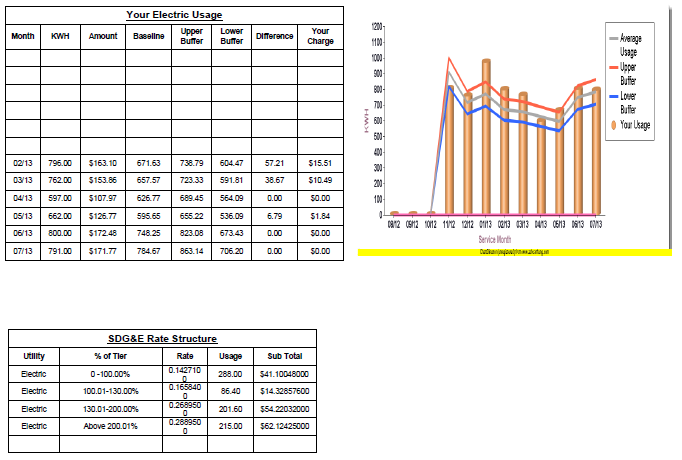 Your Electric Usage
Month KWH Amount Baseline Upper Buffer Lower Buffer Difference Your Charge
02/13 796.00 $163.10 671.63 738.79 604.47 57.21 $15.51
03/13 762.00 $153.86 657.57 723.33 591.81 38.67 $10.49
04/13 597.00 $107.97 626.77 689.45 564.09 0.00 $0.00
05/13 662.00 $126.77 595.65 655.22 536.09 6.79 $1.84
06/13 800.00 $172.48 748.25 823.08 673.43 0.00 $0.00
07/13 791.00 $171.77 784.67 863.14 706.20 0.00 $0.00
1200
1100
1000
900
800
700
600
500
400
300
200
100
0
KWH
08/12 09/12 10/12 11/12 12/12 01/13 02/13 03/13 04/13 05/13 06/13 07/13
Service Month
Average Usage
Upper Buffer
Lower Buffer
Your Usage
SDG&E Rate Structure
Utility % of Tier Rate Usage Sub Total
Electric 0 -100.00% 0.1427100 288.00 $41.10048000
Electric 100.01-130.00% 0.1658400 86.40 $14.32857600
Electric 130.01-200.00% 0.2689500 201.60 $54.22032000
Electric Above 200.01% 0.2889500 215.00 $62.12425000